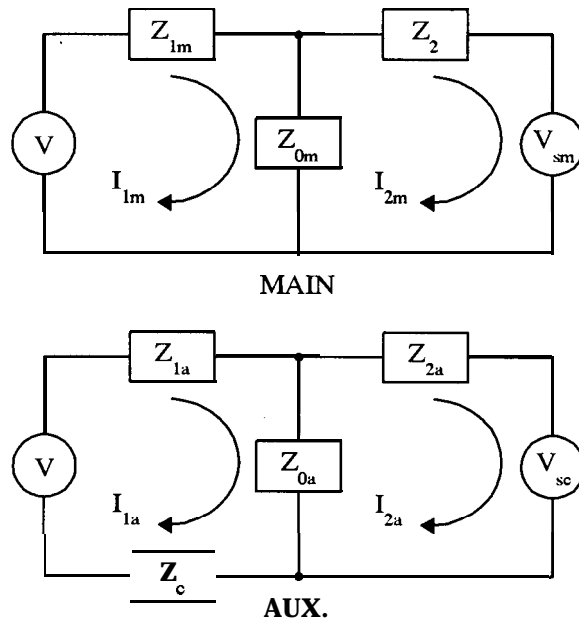 Z1m
Z2
V
Z0m
Vsm
I1m
I2m
MAIN
Z1a
Z2a
V
Z0a
Vsc
I1a
I2a
Zc
AUX.